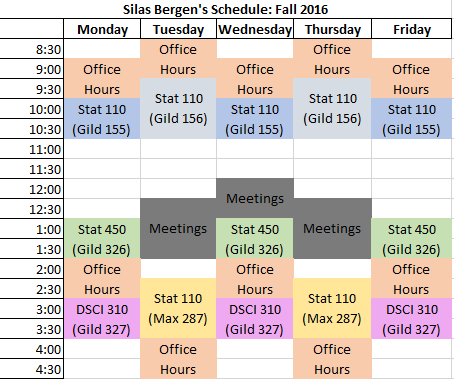 Silas Bergen's Schedule: Fall 2016
Monday Tuesday Wednesday Thursday Friday
8:30 Office Office
9:00 Office Hours Office Hours Office
9:30 Hours Stat 110 Hours Stat 110 Hours
10:00 Stat 110 (Gild 156) Stat 110 (Gild 156) Stat 110
10:30 (Gild 155) (Gild 155) (Gild 155)
11:00
11:30
12:00 Meetings
12:30
1:00 Stat 450 Meetings Stat 450 Meetings Stat 450
1:30 (Gild 326) (Gild 326) (Gild 326)
2:00 Office Office Office
2:30 Hours Stat 110 Hours Stat 110 Hours
3:00 DSCI 310 (Max 287) DSCI 310 (Max 287) DSCI 310
3:30 (Gild 327) (Gild 327) (Gild 327)
4:00 Office Office
4:30 Hours Hours